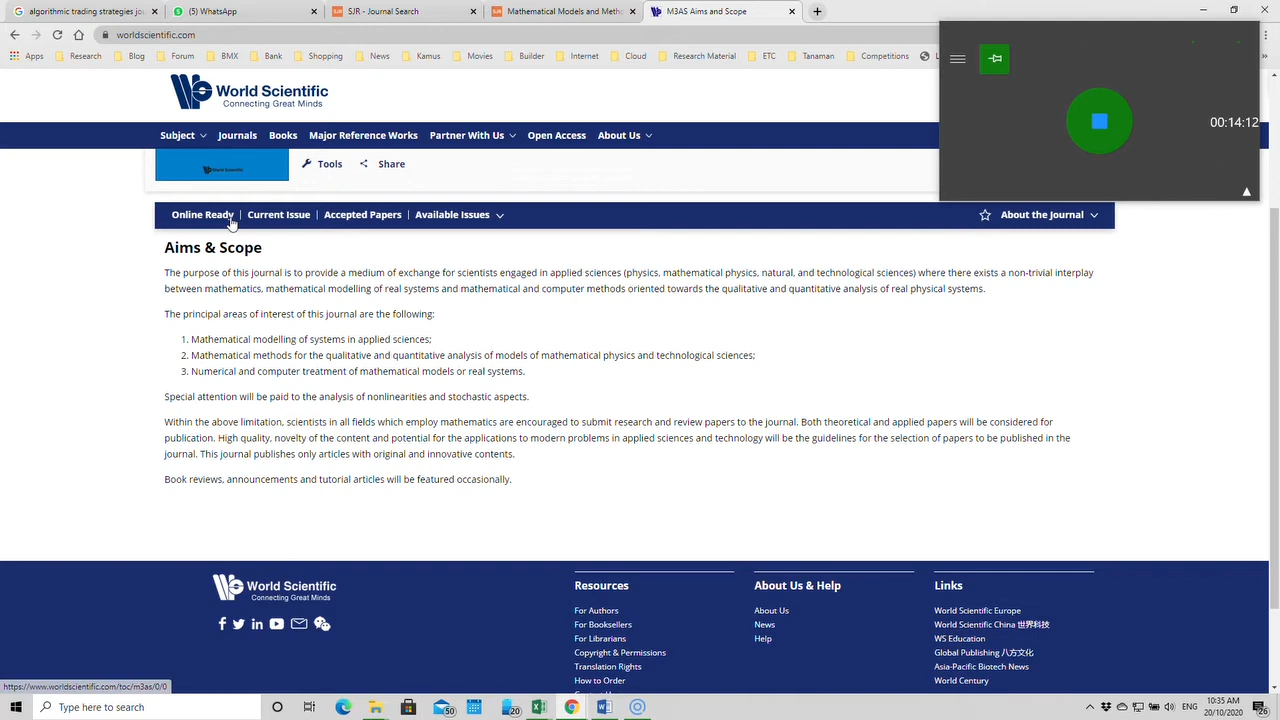 algorithmic trading strategies jou
(5) WhatsApp
SJR - Journal Search
Mathematical Models and Metho
M3AS Aims and Scope
worldscientific.com
Apps Research Blog Forum BMX Bank Shopping News Kamus Movies Builder Internet Cloud Research Material ETC Tanaman Competitions
World Scientific
Connecting Great Minds
00:14:12
Subject Journals Books Major Reference Works Partner With Us Open Access About Us
World Scientific
Tools Share
Online Ready | Current Issue | Accepted Papers | Available Issues
About the Journal
Aims & Scope
The purpose of this journal is to provide a medium of exchange for scientists engaged in applied sciences (physics, mathematical physics, natural, and technological sciences) where there exists a non-trivial interplay
between mathematics, mathematical modelling of real systems and mathematical and computer methods oriented towards the qualitative and quantitative analysis of real physical systems.
The principal areas of interest of this journal are the following:
1. Mathematical modelling of systems in applied sciences;
2. Mathematical methods for the qualitative and quantitative analysis of models of mathematical physics and technological sciences;
3. Numerical and computer treatment of mathematical models or real systems.
Special attention will be paid to the analysis of nonlinearities and stochastic aspects.
Within the above limitation, scientists in all fields which employ mathematics are encouraged to submit research and review papers to the journal. Both theoretical and applied papers will be considered for
publication. High quality, novelty of the content and potential for the applications to modern problems in applied sciences and technology will be the guidelines for the selection of papers to be published in the
journal. This journal publishes only articles with original and innovative contents.
Book reviews, announcements and tutorial articles will be featured occasionally.
World Scientific
Connecting Great Minds
Resources
For Authors
For Booksellers
For Librarians
Copyright & Permissions
Translation Rights
How to Order
About Us & Help
About Us
News
Help
Links
World Scientific Europe
World Scientific China 世界科技
WS Education
Global Publishing 八方文化
Asia-Pacific Biotech News
World Century
https://www.worldscientific.com/toc/m3as/0/0
Type here to search
50
20
ENG
10:35 AM
20/10/2020
26